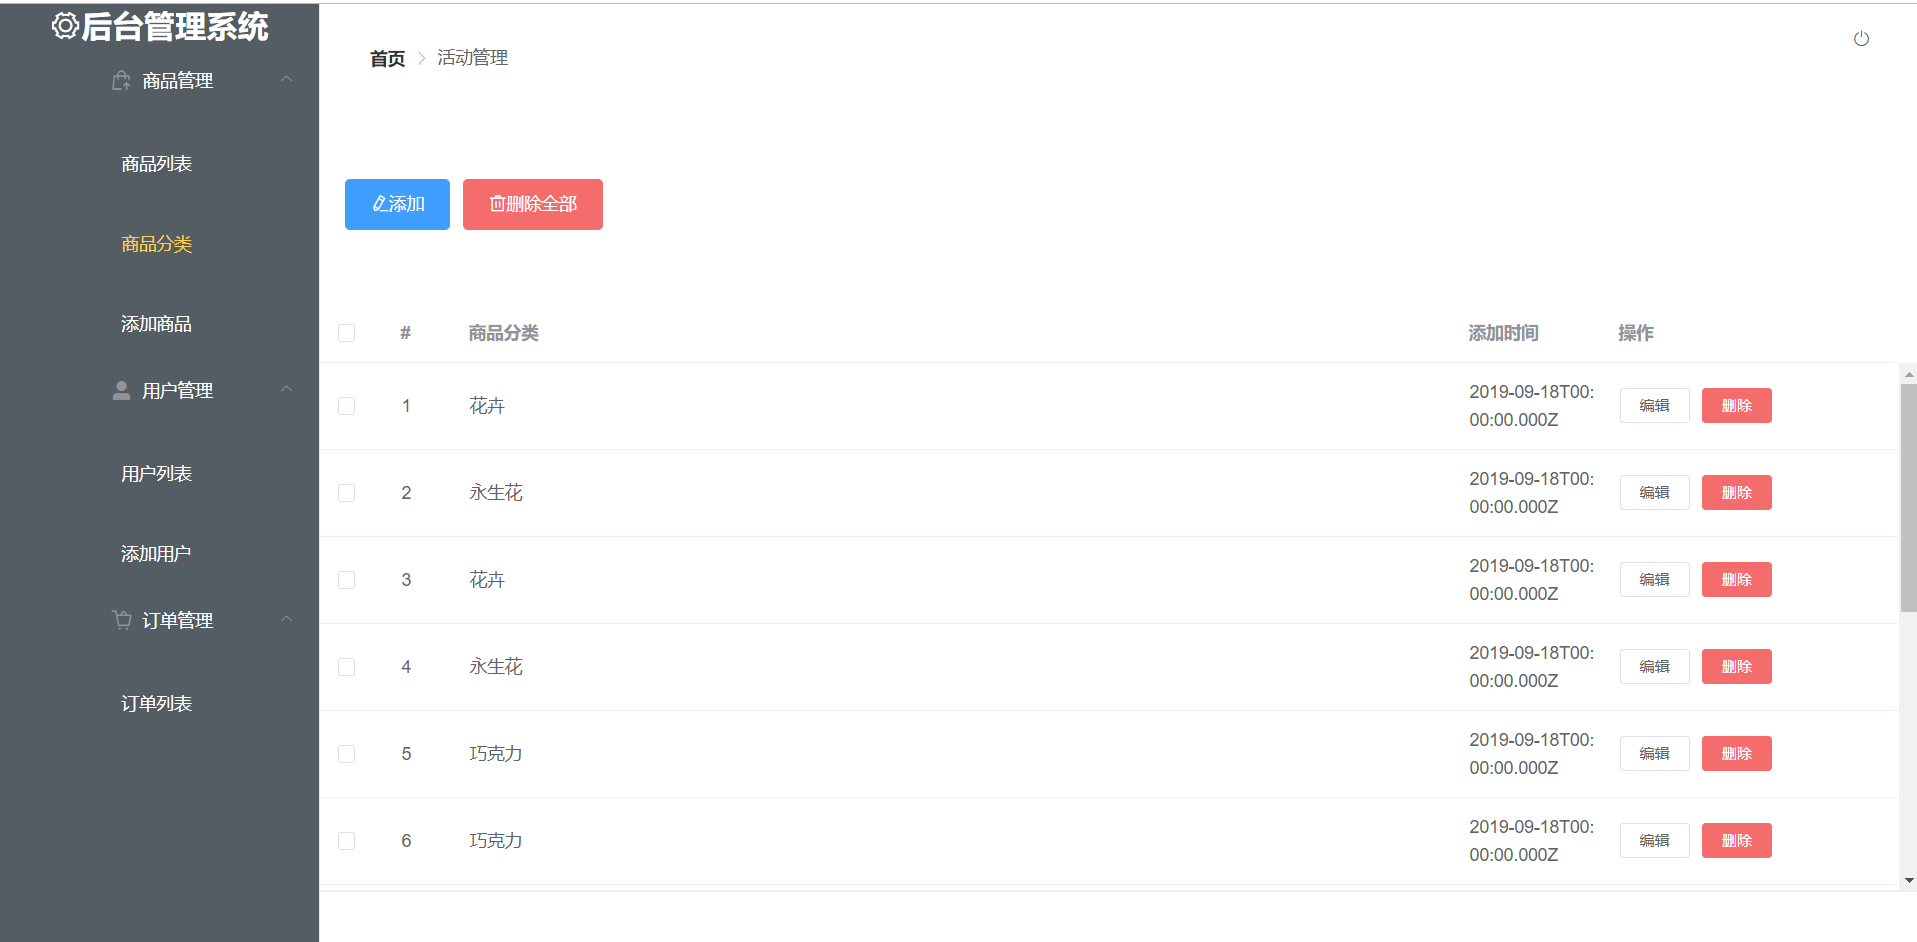 后台管理系统
商品管理
商品列表
商品分类
添加商品
用户管理
用户列表
添加用户
订单管理
订单列表
首页 活动管理
添加 删除全部
# 商品分类 添加时间 操作
1 花卉 2019-09-18T00:
00:00.000Z 编辑 删除
2 永生花 2019-09-18T00:
00:00.000Z 编辑 删除
3 花卉 2019-09-18T00:
00:00.000Z 编辑 删除
4 永生花 2019-09-18T00:
00:00.000Z 编辑 删除
5 巧克力 2019-09-18T00:
00:00.000Z 编辑 删除
6 巧克力 2019-09-18T00:
00:00.000Z 编辑 删除